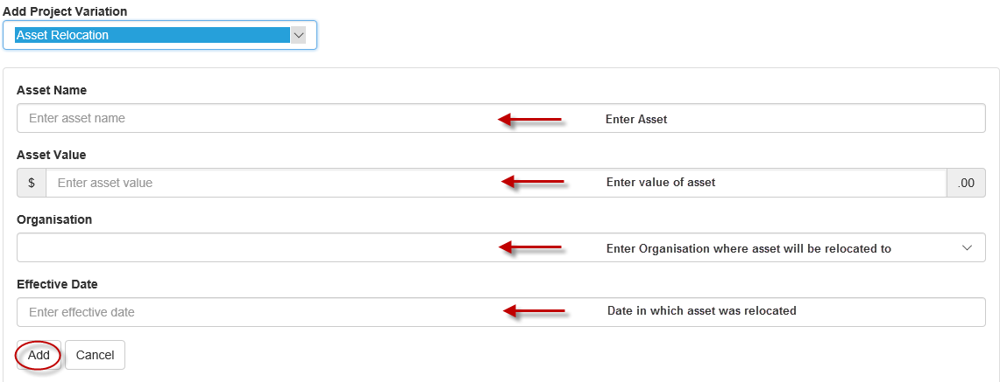 Add Project Variation
Asset Relocation
Asset Name
Enter asset name Enter Asset
Asset Value
$ Enter asset value Enter value of asset .00
Organisation
Enter Organisation where asset will be relocated to
Effective Date
Enter effective date Date in which asset was relocated
Add Cancel